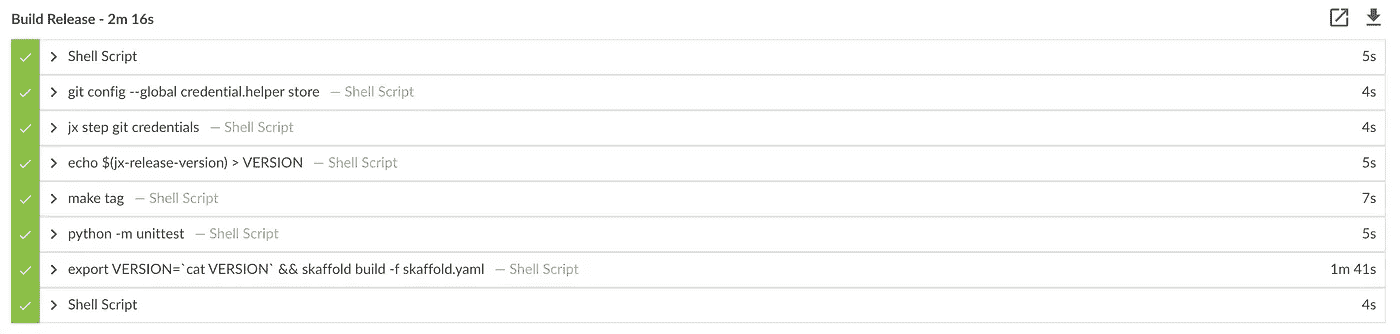 Build Release - 2m 16s
Shell Script 5s
git config --global credential.helper store — Shell Script 4s
jx step git credentials — Shell Script 4s
echo $(jx-release-version) > VERSION — Shell Script 5s
make tag — Shell Script 7s
python -m unittest — Shell Script 5s
export VERSION=`cat VERSION` && skaffold build -f skaffold.yaml — Shell Script 1m 41s
Shell Script 4s